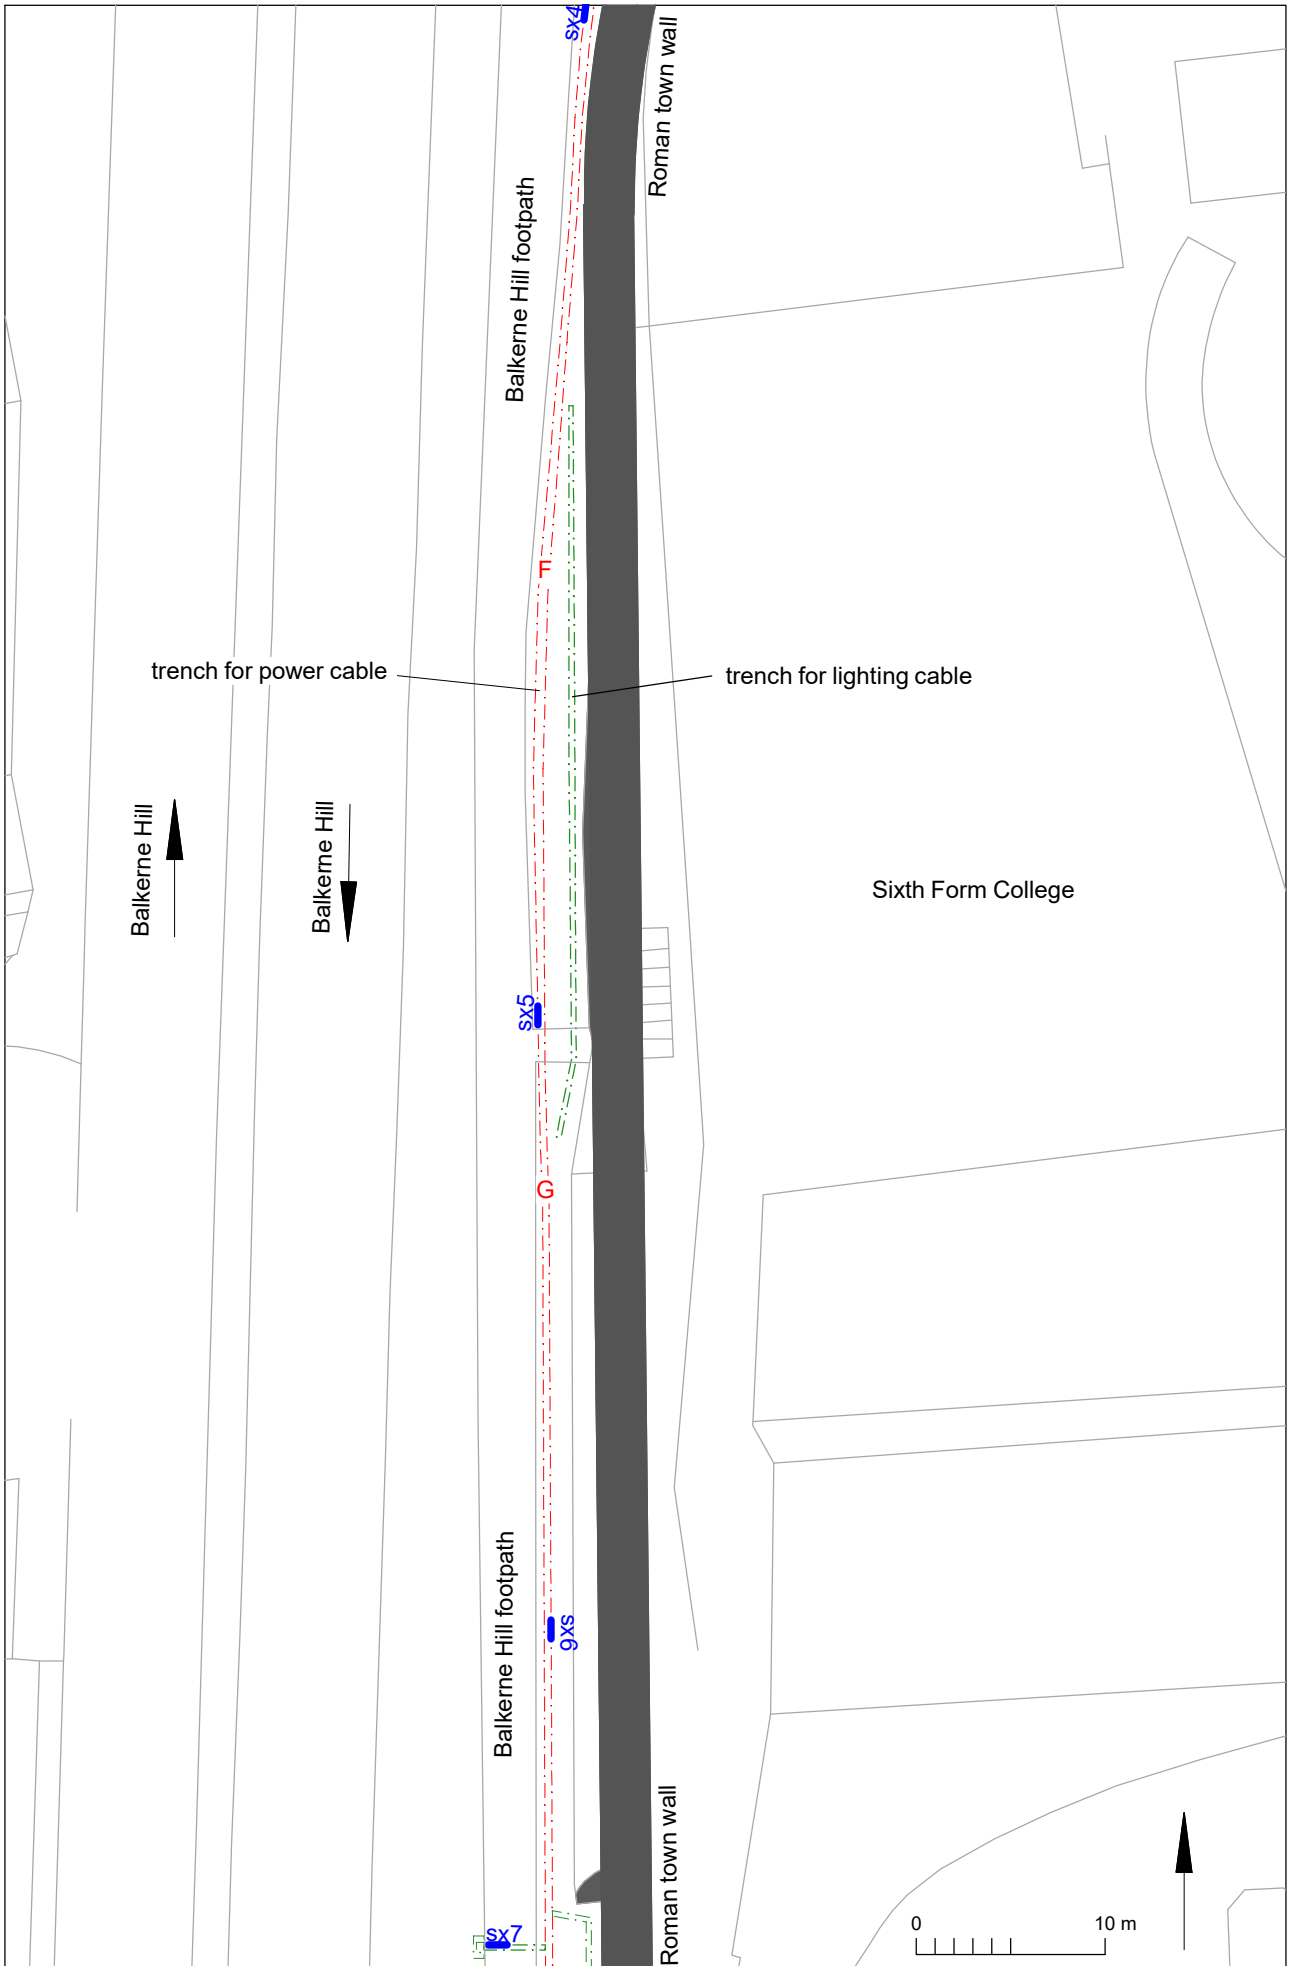 sx4
Roman town wall
Balkerne Hill footpath
F
trench for power cable
trench for lighting cable
Balkerne Hill
Balkerne Hill
Sixth Form College
sx5
G
Balkerne Hill footpath
sx6
Roman town wall
sx7
0
10 m